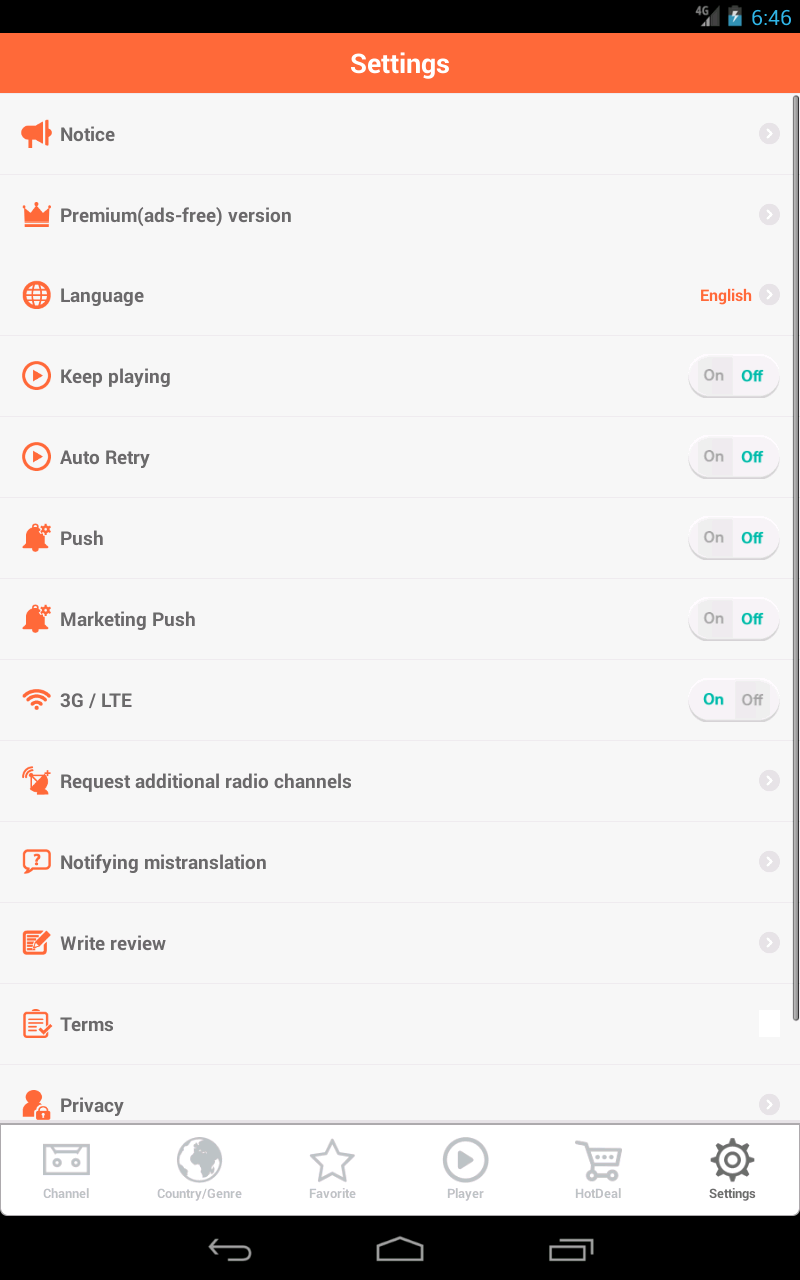 4G 6:46
Settings
Notice
Premium(ads-free) version
Language English
Keep playing On Off
Auto Retry On Off
Push On Off
Marketing Push On Off
3G / LTE On Off
Request additional radio channels
? Notifying mistranslation
Write review
Terms
Privacy
Channel Country/Genre Favorite Player HotDeal Settings